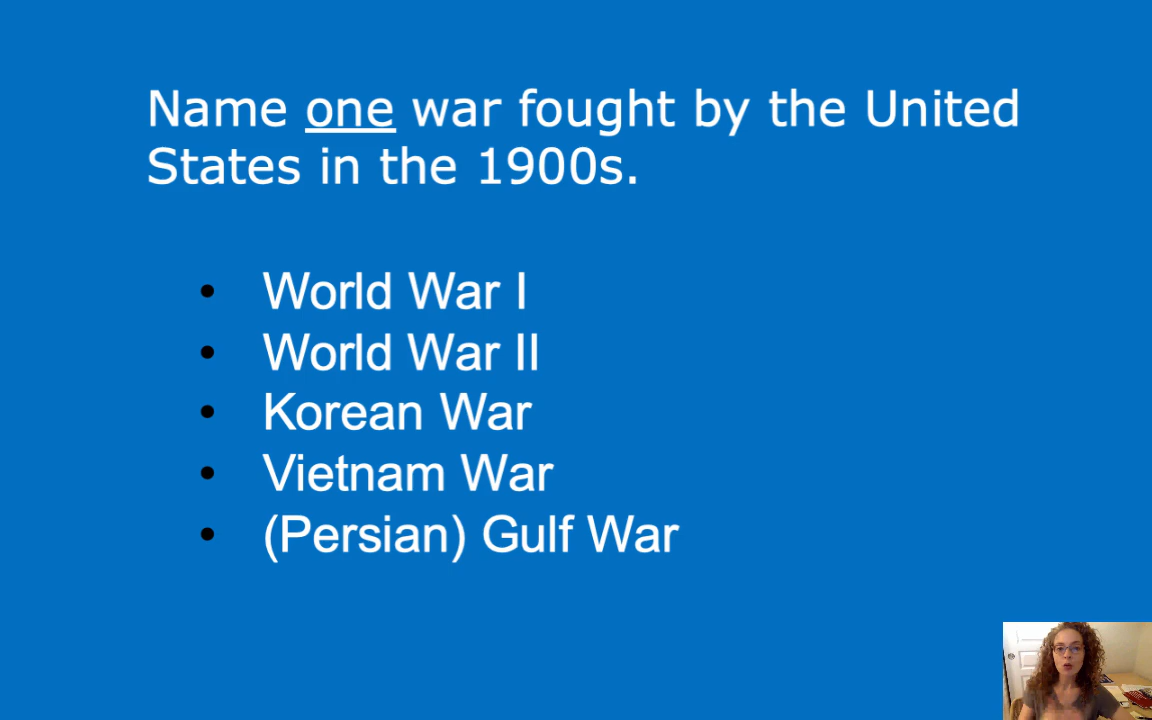 Name one war fought by the United
States in the 1900s.
• World War I
• World War II
• Korean War
• Vietnam War
• (Persian) Gulf War